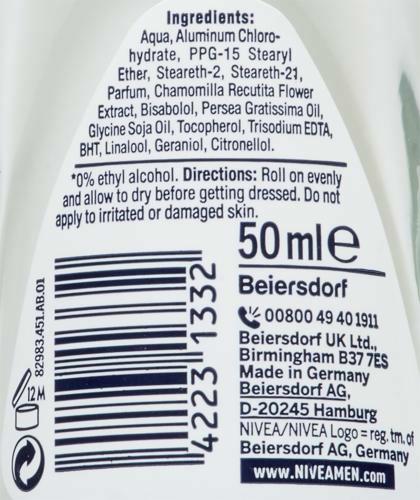 Ingredients:
Aqua, Aluminum Chloro-
hydrate, PPG-15 Stearyl
Ether, Steareth-2, Steareth-21,
Parfum, Chamomilla Recutita Flower
Extract, Bisabolol, Persea Gratissima Oil,
Glycine Soja Oil, Tocopherol, Trisodium EDTA,
BHT, Linalool, Geraniol, Citronellol.
*0% ethyl alcohol. Directions: Roll on evenly
and allow to dry before getting dressed. Do not
apply to irritated or damaged skin.
50 ml e
Beiersdorf
00800 49 40 1911
Beiersdorf UK Ltd.,
Birmingham B37 7ES
Made in Germany
Beiersdorf AG,
D-20245 Hamburg
NIVEA/NIVEA Logo = reg. tm. of
Beiersdorf AG, Germany
www.NIVEAMEN.com
82983.451.AB.01
12M
4223 1332